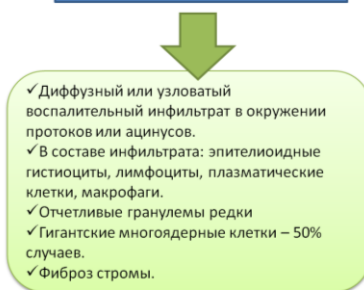 ✓Диффузный или узловатый
воспалительный инфильтрат в окружении
протоков или ацинусов.
✓В составе инфильтрата: эпителиоидные
гистиоциты, лимфоциты, плазматические
клетки, макрофаги.
✓Отчетливые гранулемы редки
✓Гигантские многоядерные клетки – 50%
случаев.
✓Фиброз стромы.